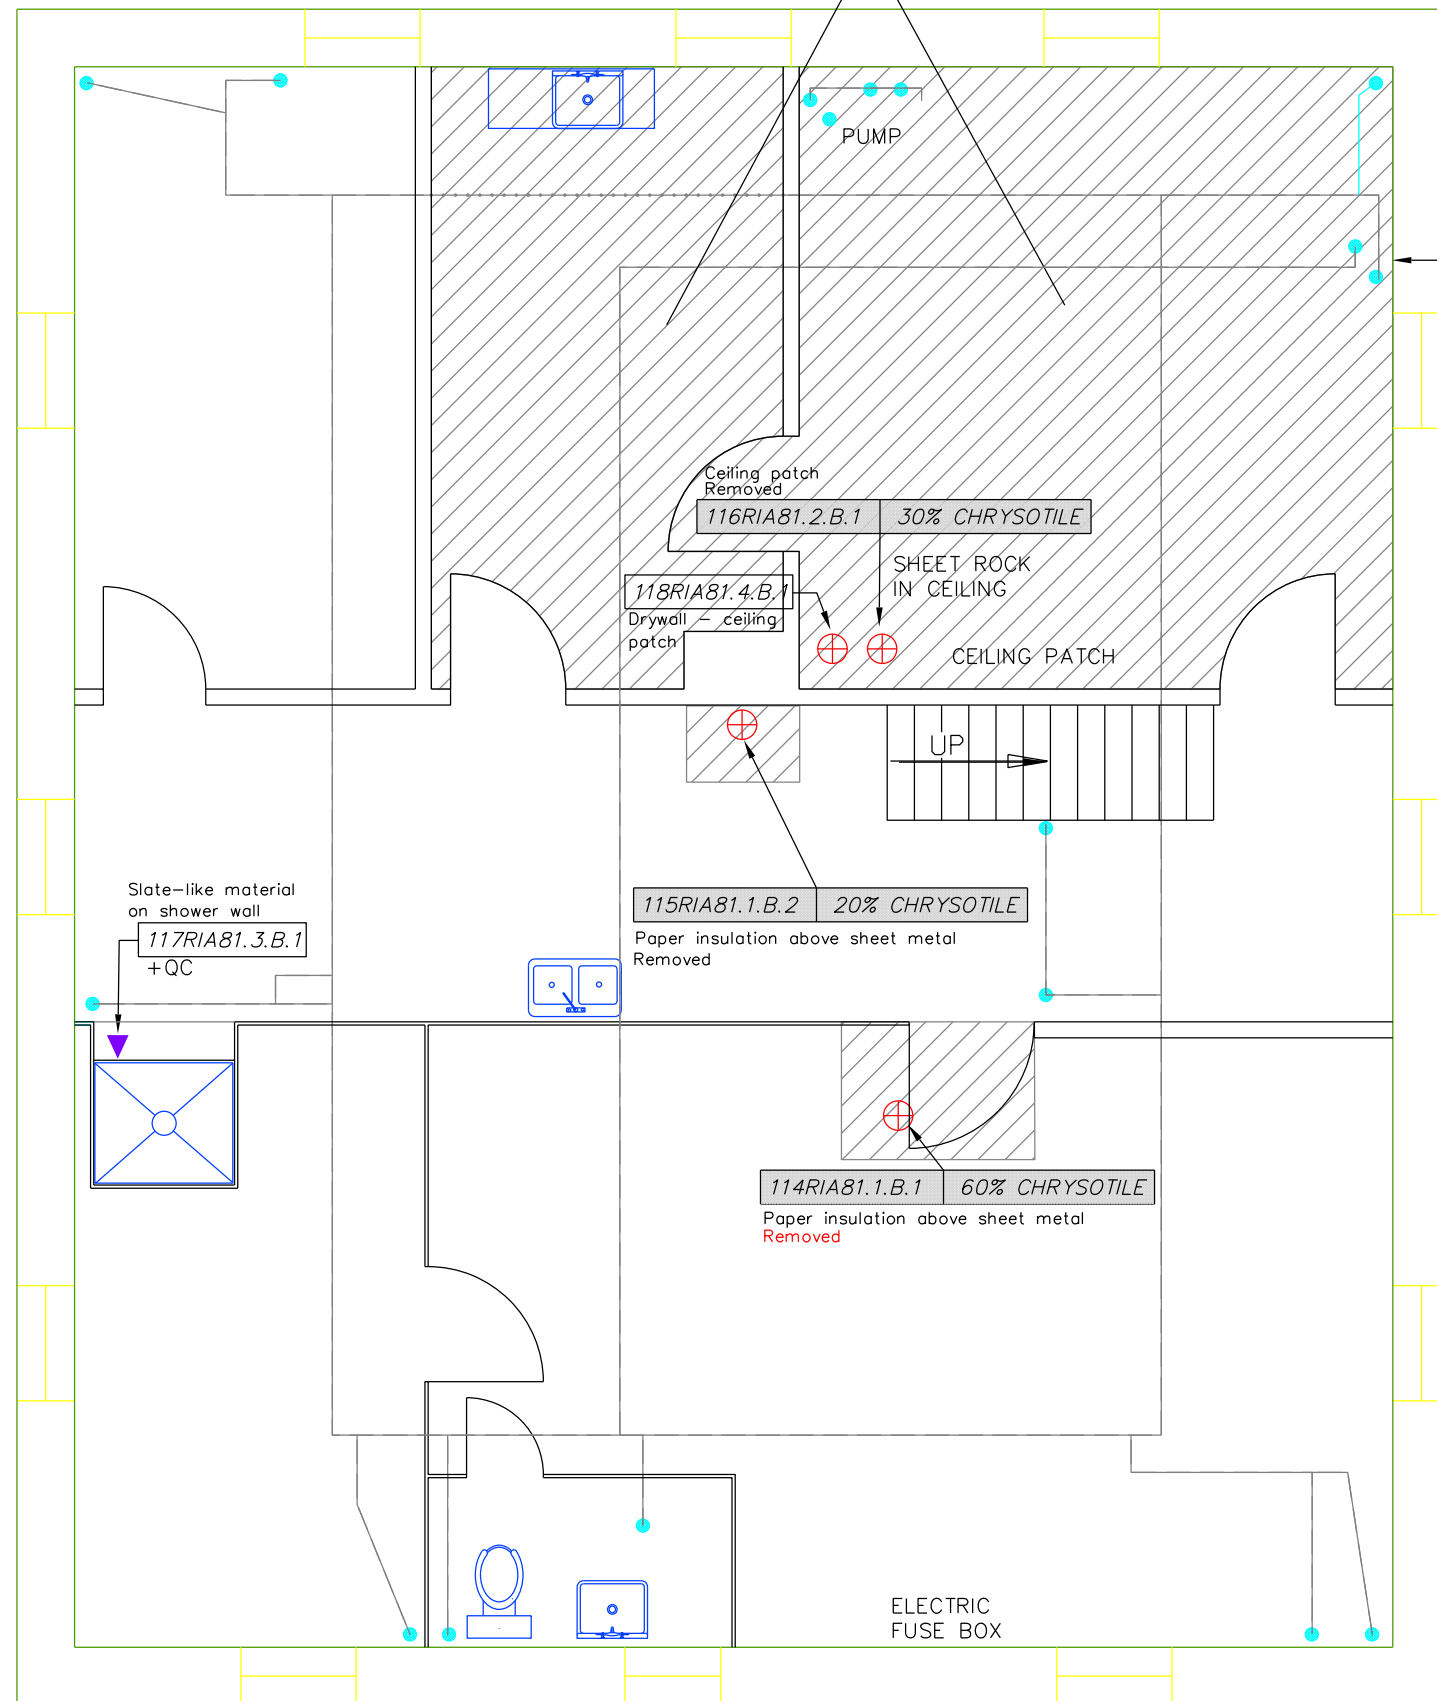 PUMP
Ceiling patch
Removed
116RIA81.2.B.1 30% CHRYSOTILE
SHEET ROCK
IN CEILING
118RIA81.4.B.1
Drywall - ceiling
patch
CEILING PATCH
UP
Slate-like material
on shower wall
117RIA81.3.B.1
+QC
115RIA81.1.B.2 20% CHRYSOTILE
Paper insulation above sheet metal
Removed
114RIA81.1.B.1 60% CHRYSOTILE
Paper insulation above sheet metal
Removed
ELECTRIC
FUSE BOX